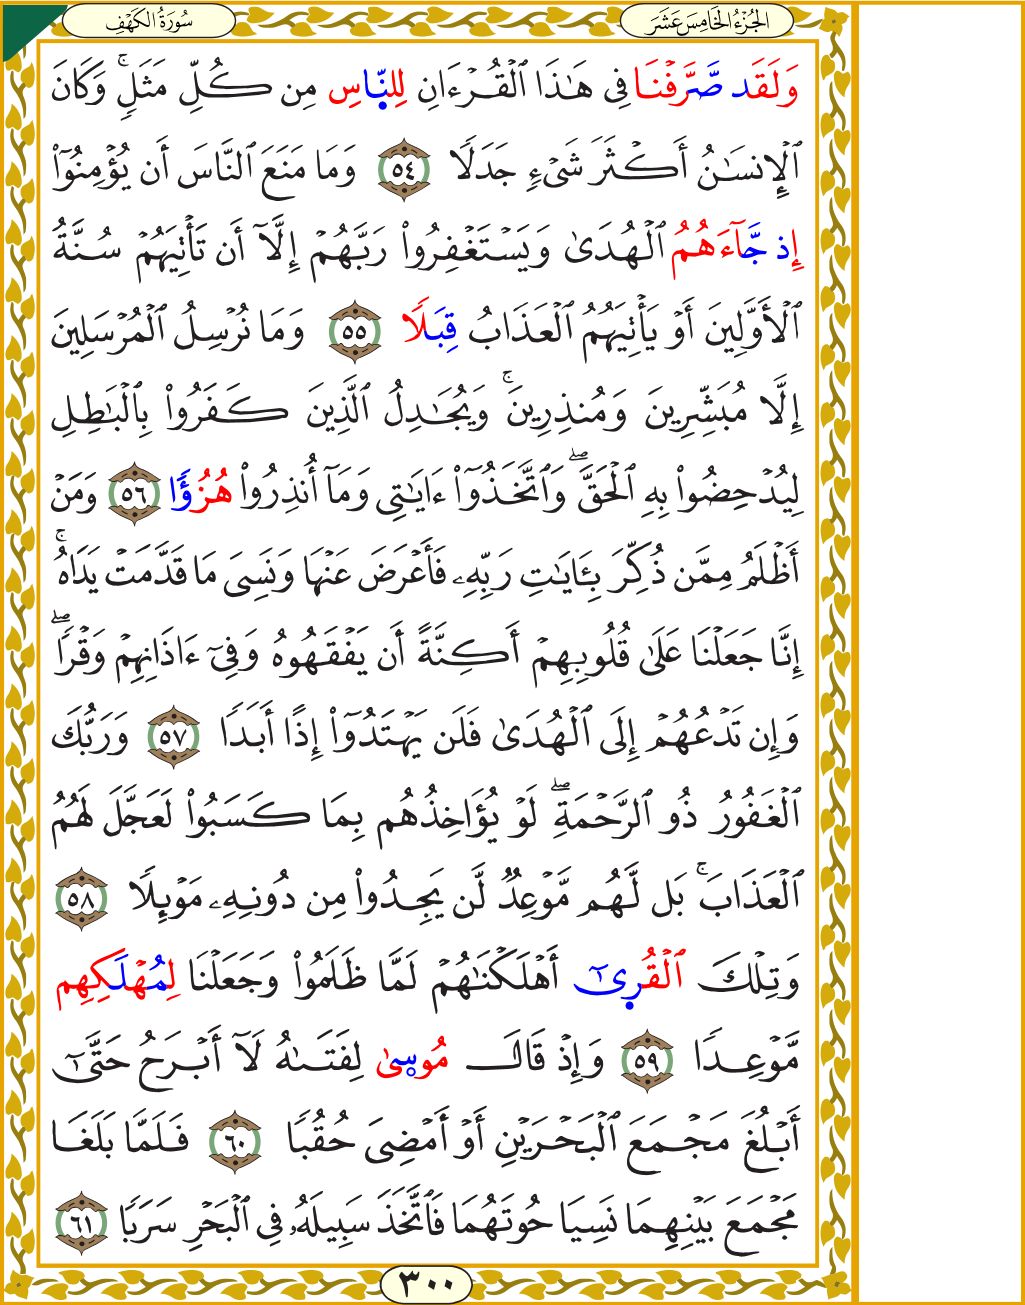 الجُزْءُ الخَامِسَ عَشَرَ
سُورَةُ الكَهْفِ
وَلَقَد صَّرَّفْنَا فِي هَٰذَا ٱلْقُرْءَانِ لِلنَّاسِ مِن كُلِّ مَثَلٍۚ وَكَانَ
ٱلْإِنسَٰنُ أَكْثَرَ شَىْءٍ جَدَلًا ٥٤ وَمَا مَنَعَ ٱلنَّاسَ أَن يُؤْمِنُوٓا۟
إِذ جَّآءَهُمُ ٱلْهُدَىٰ وَيَسْتَغْفِرُوا۟ رَبَّهُمْ إِلَّآ أَن تَأْتِيَهُمْ سُنَّةُ
ٱلْأَوَّلِينَ أَوْ يَأْتِيَهُمُ ٱلْعَذَابُ قِبَلًا ٥٥ وَمَا نُرْسِلُ ٱلْمُرْسَلِينَ
إِلَّا مُبَشِّرِينَ وَمُنذِرِينَۚ وَيُجَٰدِلُ ٱلَّذِينَ كَفَرُوا۟ بِٱلْبَٰطِلِ
لِيُدْحِضُوا۟ بِهِ ٱلْحَقَّۖ وَٱتَّخَذُوٓا۟ ءَايَٰتِى وَمَآ أُنذِرُوا۟ هُزُؤًا ٥٦ وَمَنْ
أَظْلَمُ مِمَّن ذُكِّرَ بِـَٔايَٰتِ رَبِّهِۦ فَأَعْرَضَ عَنْهَا وَنَسِىَ مَا قَدَّمَتْ يَدَاهُۚ
إِنَّا جَعَلْنَا عَلَىٰ قُلُوبِهِمْ أَكِنَّةً أَن يَفْقَهُوهُ وَفِىٓ ءَاذَانِهِمْ وَقْرًاۖ
وَإِن تَدْعُهُمْ إِلَى ٱلْهُدَىٰ فَلَن يَهْتَدُوٓا۟ إِذًا أَبَدًا ٥٧ وَرَبُّكَ
ٱلْغَفُورُ ذُو ٱلرَّحْمَةِۖ لَوْ يُؤَاخِذُهُم بِمَا كَسَبُوا۟ لَعَجَّلَ لَهُمُ
ٱلْعَذَابَۚ بَل لَّهُم مَّوْعِدٌ لَّن يَجِدُوا۟ مِن دُونِهِۦ مَوْئِلًا ٥٨
وَتِلْكَ ٱلْقُرَىٰٓ أَهْلَكْنَٰهُمْ لَمَّا ظَلَمُوا۟ وَجَعَلْنَا لِمُهْلَكِهِم
مَّوْعِدًا ٥٩ وَإِذْ قَالَ مُوسَىٰ لِفَتَىٰهُ لَآ أَبْرَحُ حَتَّىٰٓ
أَبْلُغَ مَجْمَعَ ٱلْبَحْرَيْنِ أَوْ أَمْضِىَ حُقُبًا ٦٠ فَلَمَّا بَلَغَا
مَجْمَعَ بَيْنِهِمَا نَسِيَا حُوتَهُمَا فَٱتَّخَذَ سَبِيلَهُۥ فِى ٱلْبَحْرِ سَرَبًا ٦١
٣٠٠